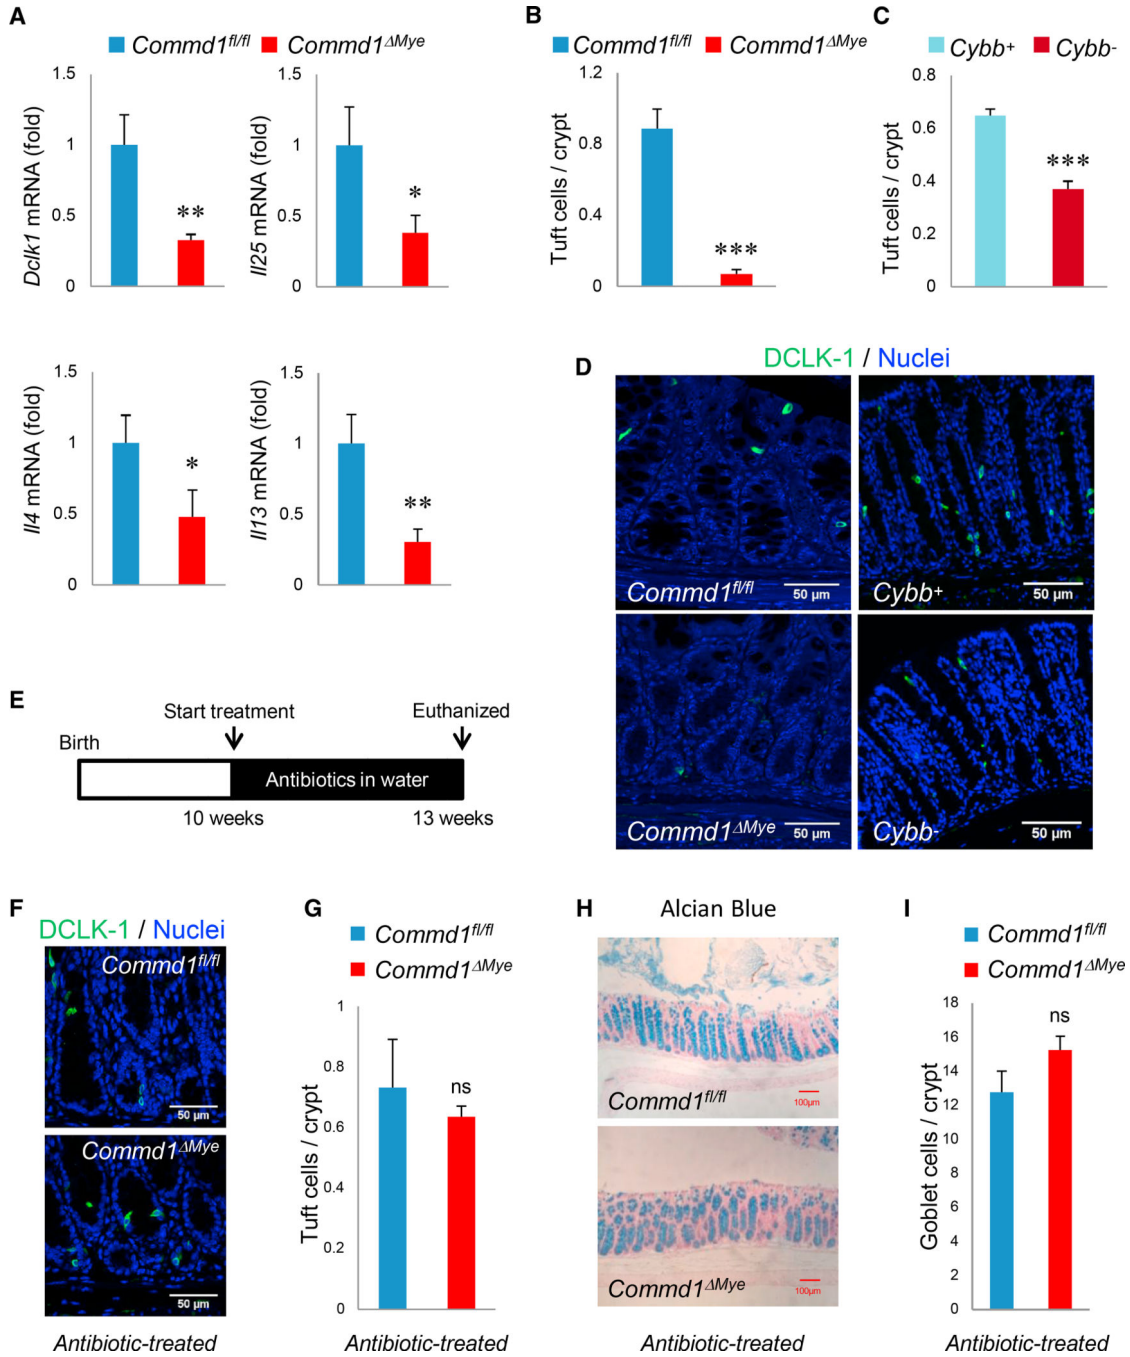 A
Commd1fl/fl Commd1ΔMye
1.5
1
0.5
0
Dclk1 mRNA (fold)
**
1.5
1
0.5
0
Il25 mRNA (fold)
*
1.5
1
0.5
0
Il4 mRNA (fold)
*
1.5
1
0.5
0
Il13 mRNA (fold)
**
B
Commd1fl/fl Commd1ΔMye
1.2
0.8
0.4
0
Tuft cells / crypt
***
C
Cybb+ Cybb-
0.8
0.6
0.4
0.2
0
Tuft cells / crypt
***
D
DCLK-1 / Nuclei
Commd1fl/fl
50 µm
Cybb+
50 µm
Commd1ΔMye
50 µm
Cybb-
50 µm
E
Start treatment
Euthanized
Birth
Antibiotics in water
10 weeks
13 weeks
F
DCLK-1 / Nuclei
Commd1fl/fl
50 µm
Commd1ΔMye
50 µm
Antibiotic-treated
G
Commd1fl/fl
Commd1ΔMye
1
0.8
0.6
0.4
0.2
0
Tuft cells / crypt
ns
Antibiotic-treated
H
Alcian Blue
Commd1fl/fl
100µm
Commd1ΔMye
100µm
Antibiotic-treated
I
Commd1fl/fl
Commd1ΔMye
18
16
14
12
10
8
6
4
2
0
Goblet cells / crypt
ns
Antibiotic-treated